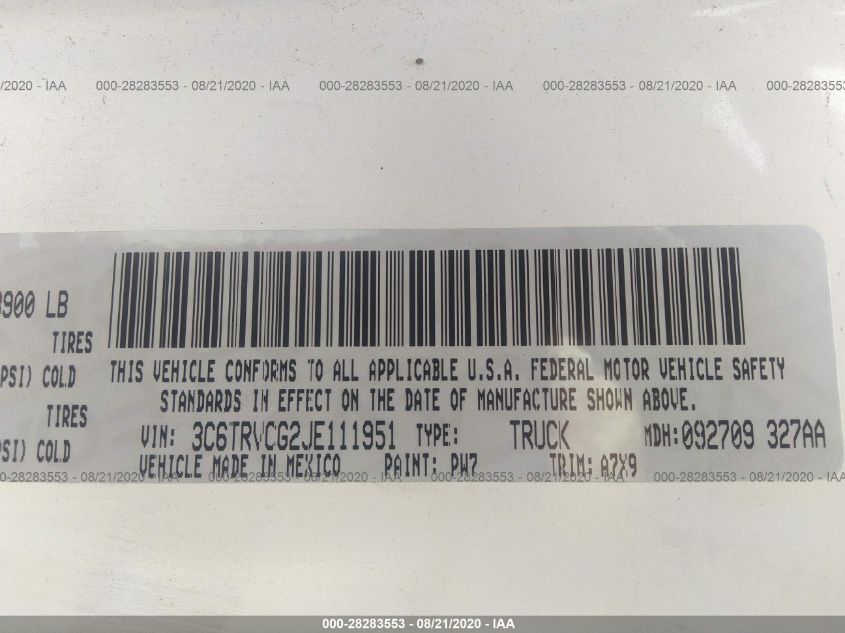 /2020 - IAA 000-28283553 - 08/21/2020 - IAA 000-28283553 - 08/21/2020 - IAA 000-28283553 - 08/21/2020 - IAA 000-28283553
900 LB
TIRES
PSI) COLD
TIRES
PSI) COLD
THIS VEHICLE CONFORMS TO ALL APPLICABLE U.S.A. FEDERAL MOTOR VEHICLE SAFETY
STANDARDS IN EFFECT ON THE DATE OF MANUFACTURE SHOWN ABOVE.
VIN: 3C6TRVCG2JE111951 TYPE: TRUCK MDH:092709 327AA
VEHICLE MADE IN MEXICO PAINT: PW7 TRIM: A7X9
000-28283553 - 08/21/2020 - IAA